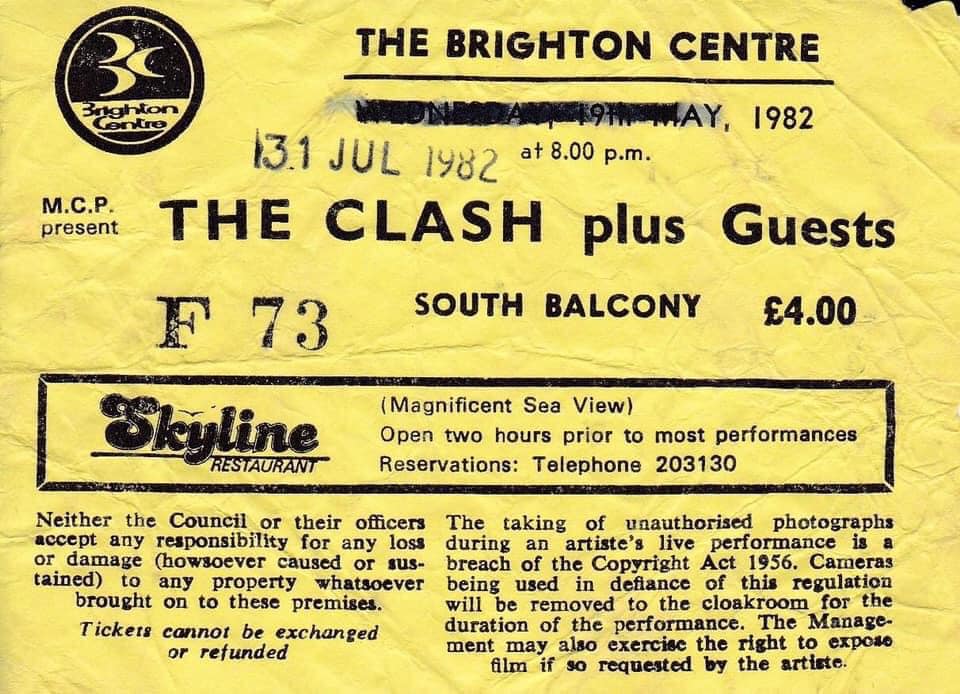 Brighton
Centre
THE BRIGHTON CENTRE
WEDNESDAY, 19th MAY, 1982
31 JUL 1982
at 8.00 p.m.
M.C.P.
present
THE CLASH plus Guests
F 73
SOUTH BALCONY £4.00
Skyline
RESTAURANT
(Magnificent Sea View)
Open two hours prior to most performances
Reservations: Telephone 203130
Neither the Council or their officers
accept any responsibility for any loss
or damage (howsoever caused or sus-
tained) to any property whatsoever
brought on to these premises.
Tickets cannot be exchanged
or refunded
The taking of unauthorised photographs
during an artiste's live performance is a
breach of the Copyright Act 1956. Cameras
being used in defiance of this regulation
will be removed to the cloakroom for the
duration of the performance. The Manage-
ment may also exercise the right to expose
film if so requested by the artiste.